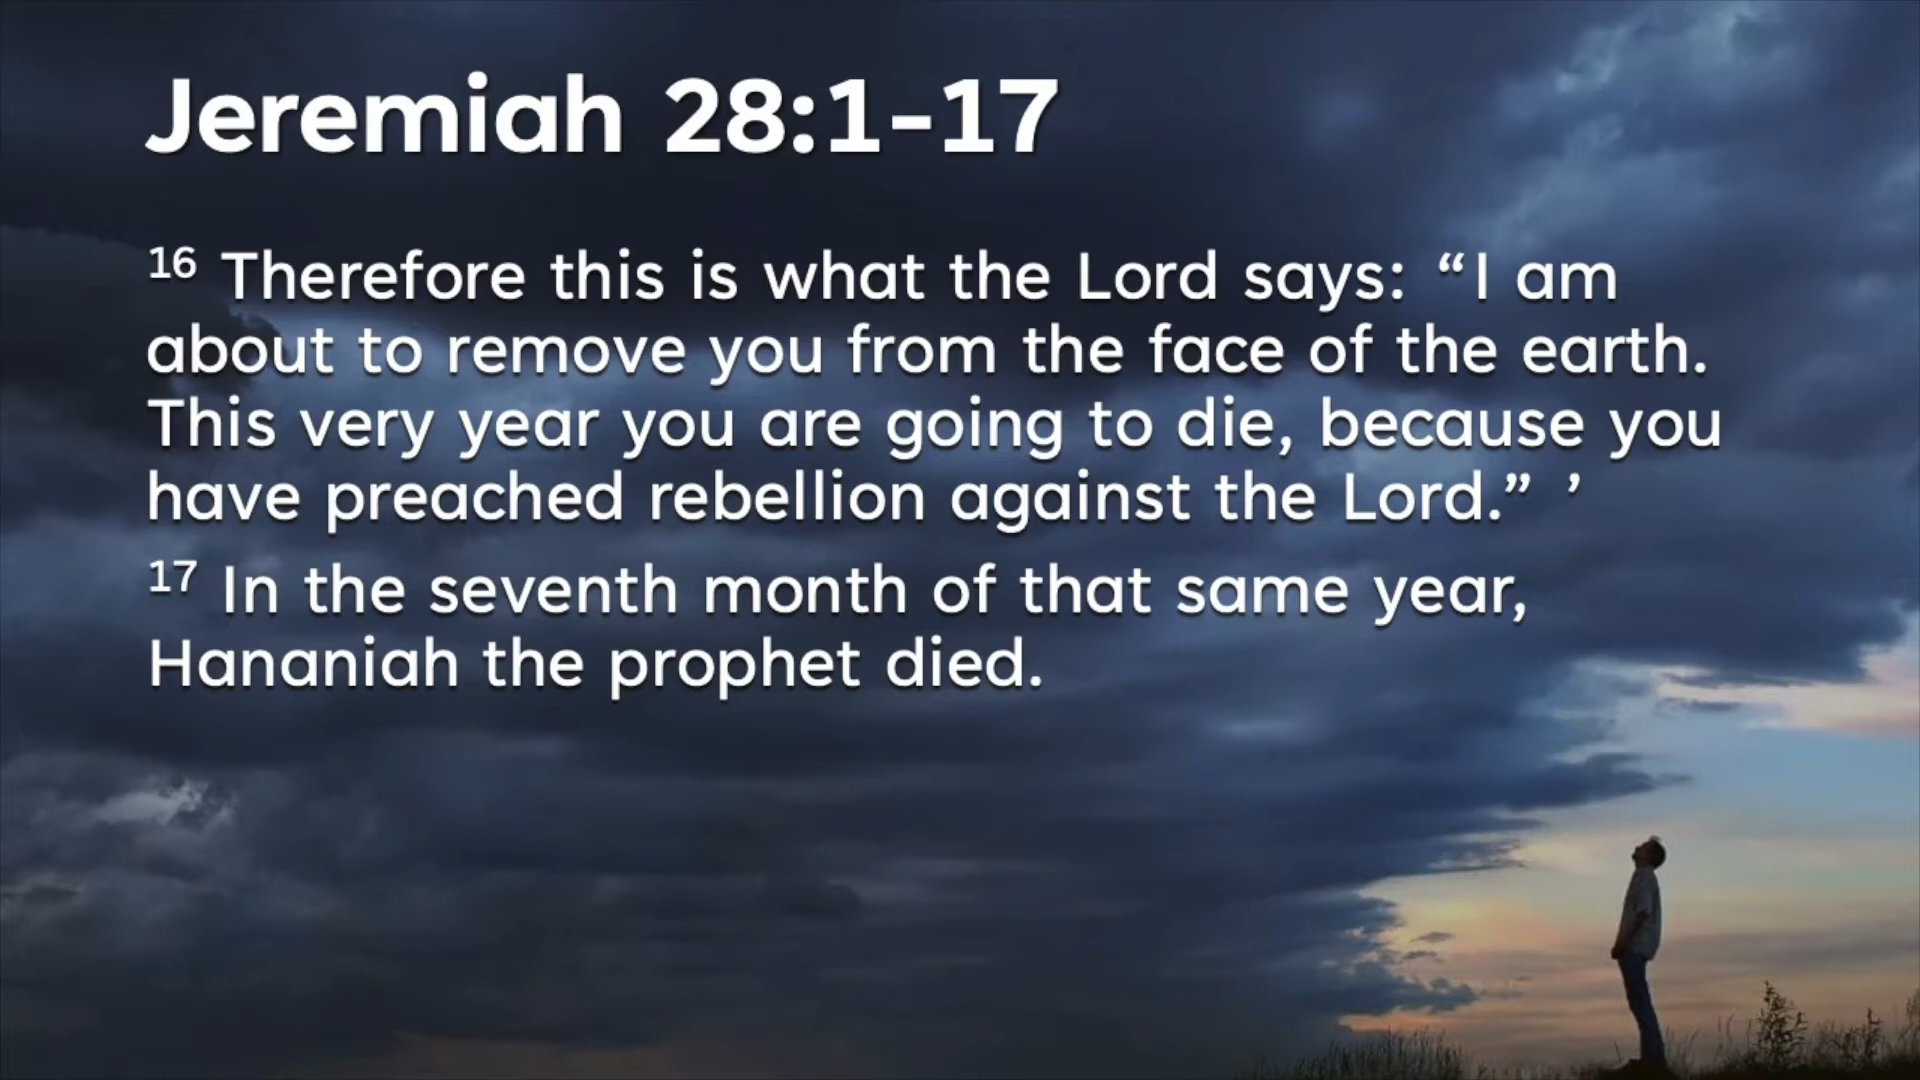 Jeremiah 28:1-17
16 Therefore this is what the Lord says: “I am
about to remove you from the face of the earth.
This very year you are going to die, because you
have preached rebellion against the Lord.” ’
17 In the seventh month of that same year,
Hananiah the prophet died.